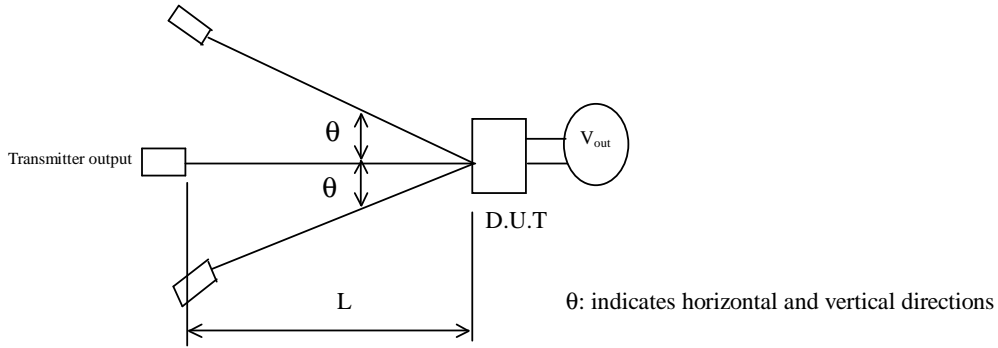 θ
V_out
Transmitter output
θ
D.U.T
L
θ: indicates horizontal and vertical directions